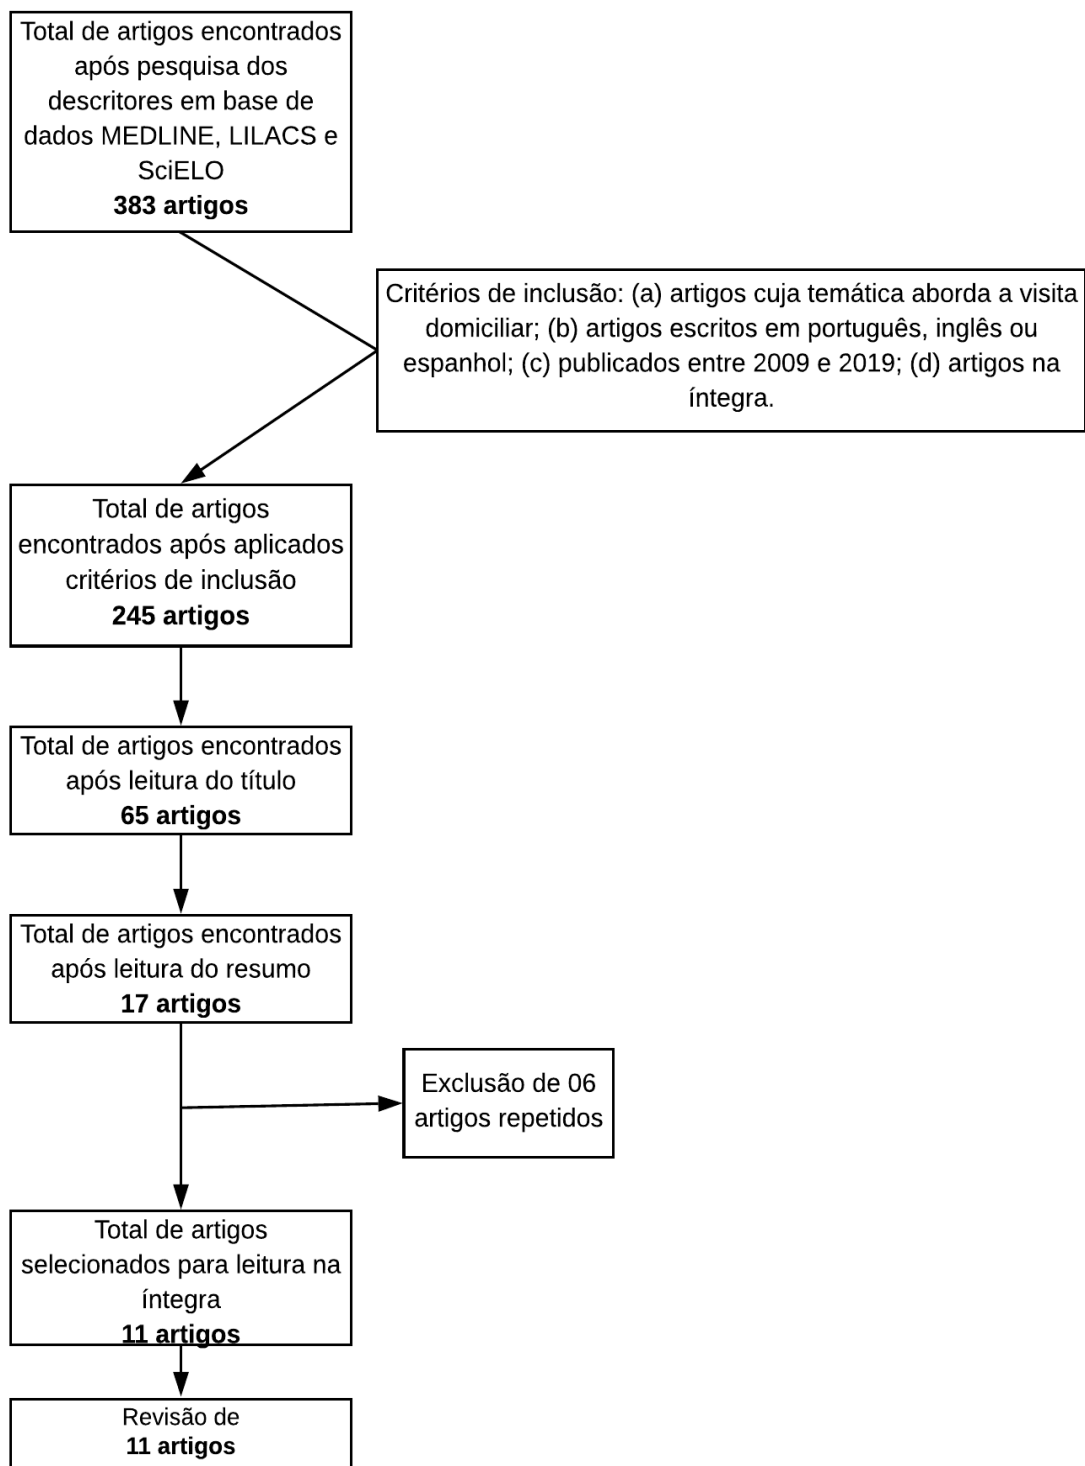 Total de artigos encontrados
após pesquisa dos
descritores em base de
dados MEDLINE, LILACS e
SciELO
383 artigos
Critérios de inclusão: (a) artigos cuja temática aborda a visita
domiciliar; (b) artigos escritos em português, inglês ou
espanhol; (c) publicados entre 2009 e 2019; (d) artigos na
íntegra.
Total de artigos
encontrados após aplicados
critérios de inclusão
245 artigos
Total de artigos encontrados
após leitura do título
65 artigos
Total de artigos encontrados
após leitura do resumo
17 artigos
Exclusão de 06
artigos repetidos
Total de artigos
selecionados para leitura na
íntegra
11 artigos
Revisão de
11 artigos